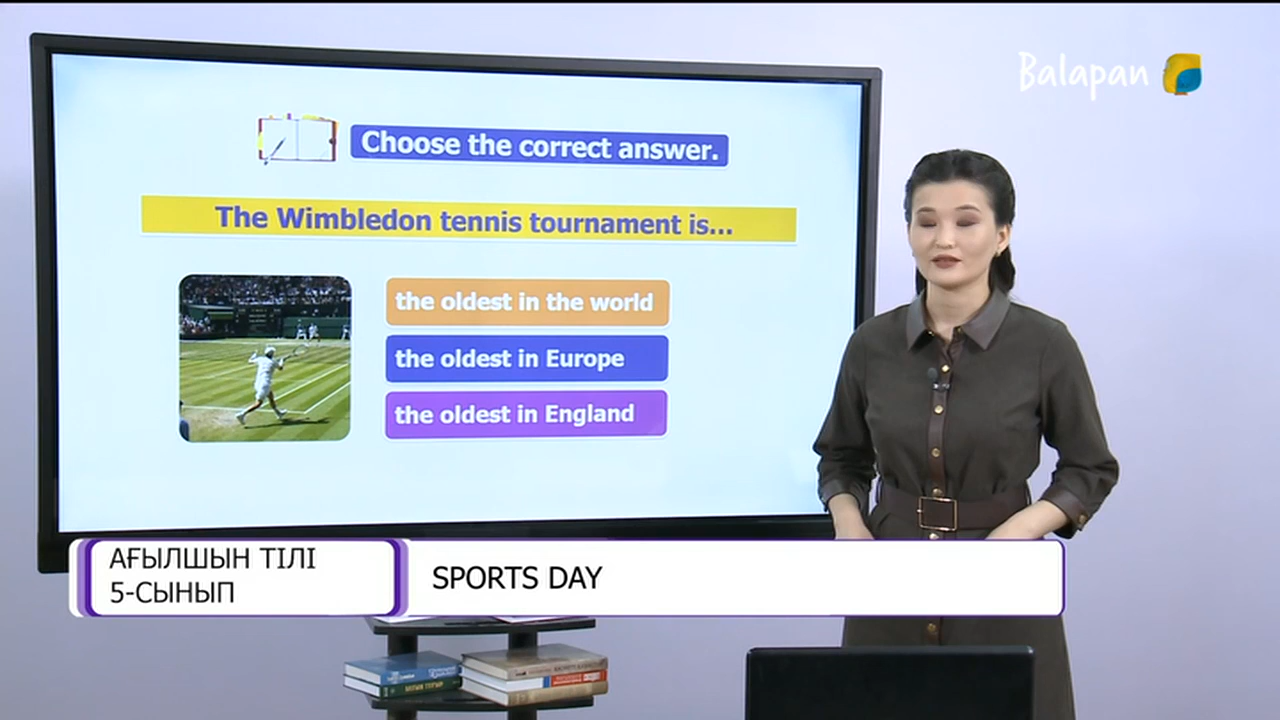 Balapan
Choose the correct answer.
The Wimbledon tennis tournament is...
the oldest in the world
the oldest in Europe
the oldest in England
АҒЫЛШЫН ТІЛІ
5-СЫНЫП
SPORTS DAY